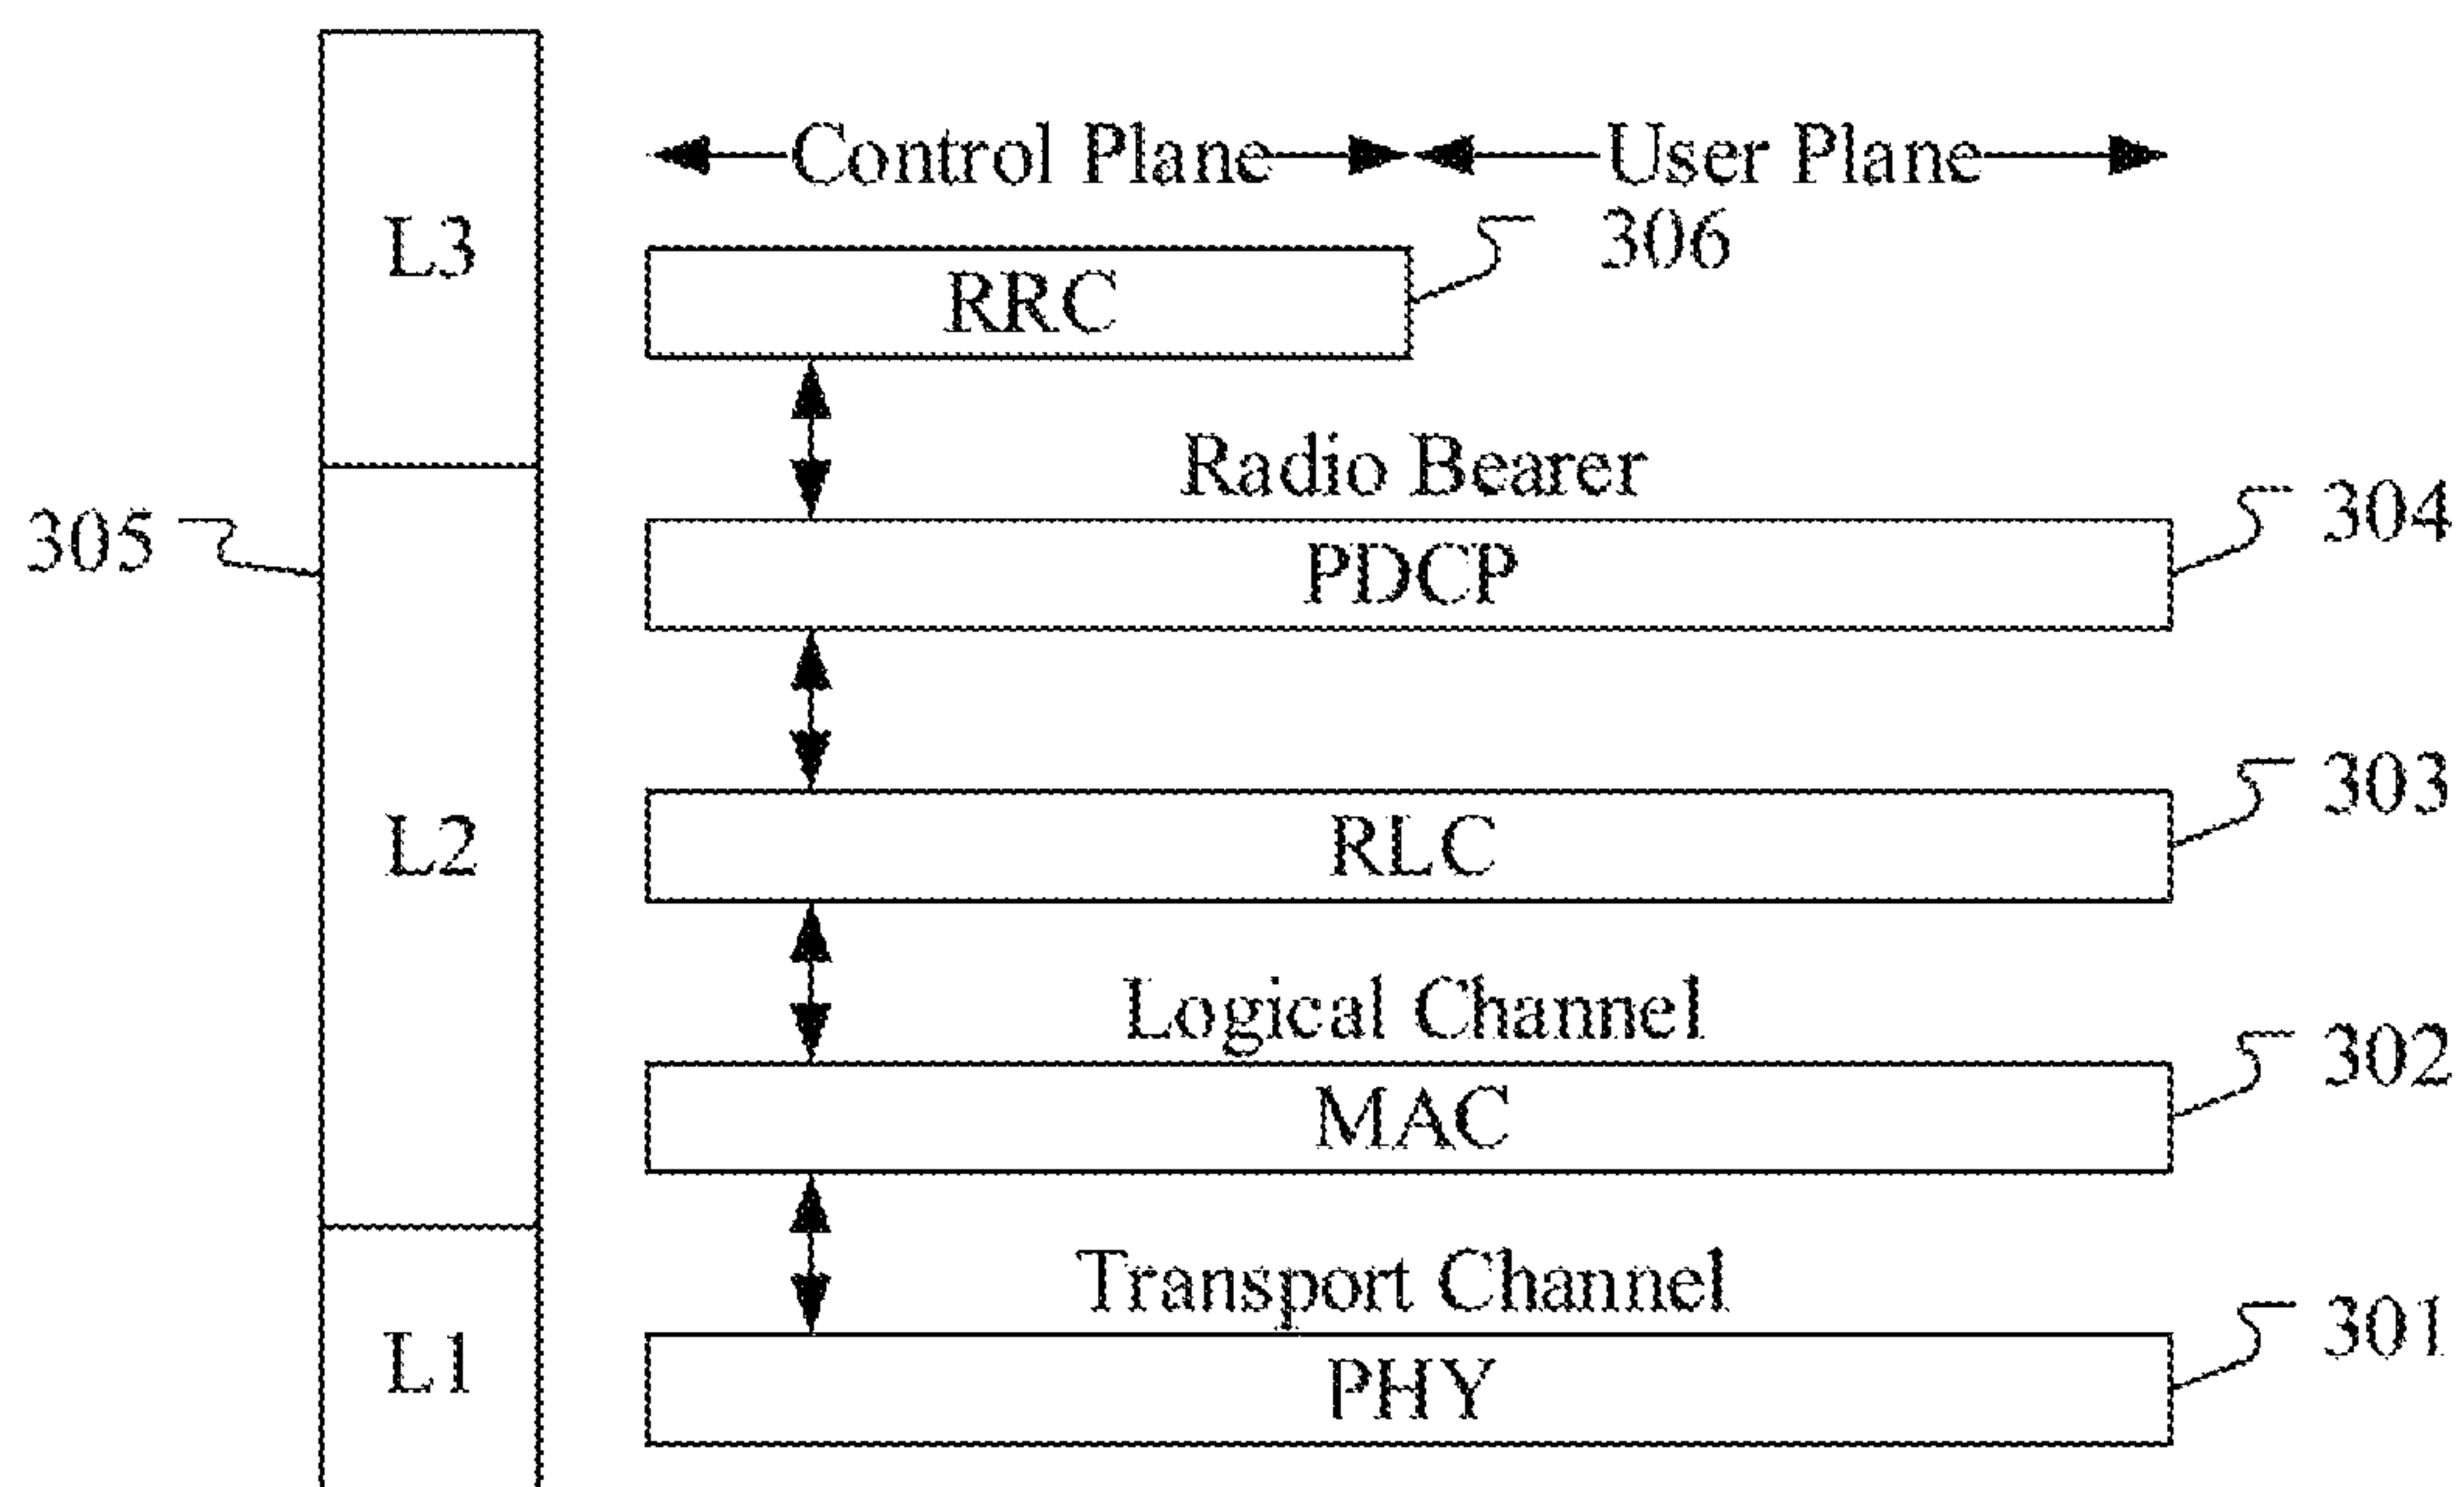 L3
Control Plane
User Plane
306
RRC
Radio Bearer
304
305
PDCP
303
L2
RLC
Logical Channel
302
MAC
Transport Channel
301
L1
PHY